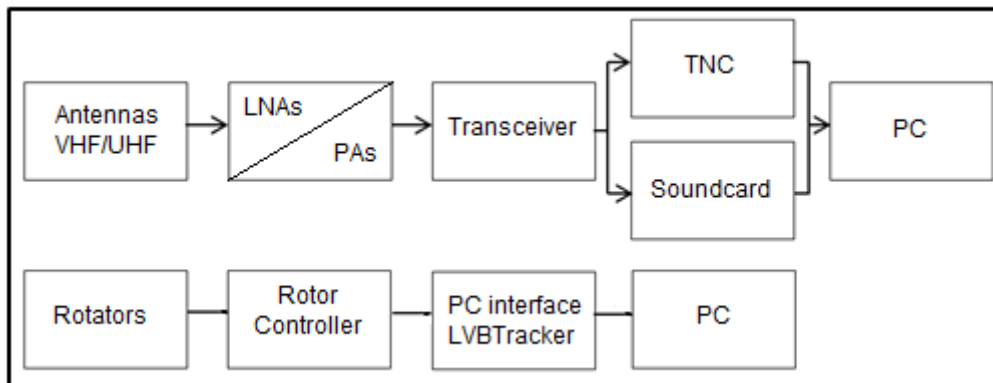 Antennas
VHF/UHF
LNAs
PAs
Transceiver
TNC
Soundcard
PC
Rotators
Rotor
Controller
PC interface
LVBTracker
PC